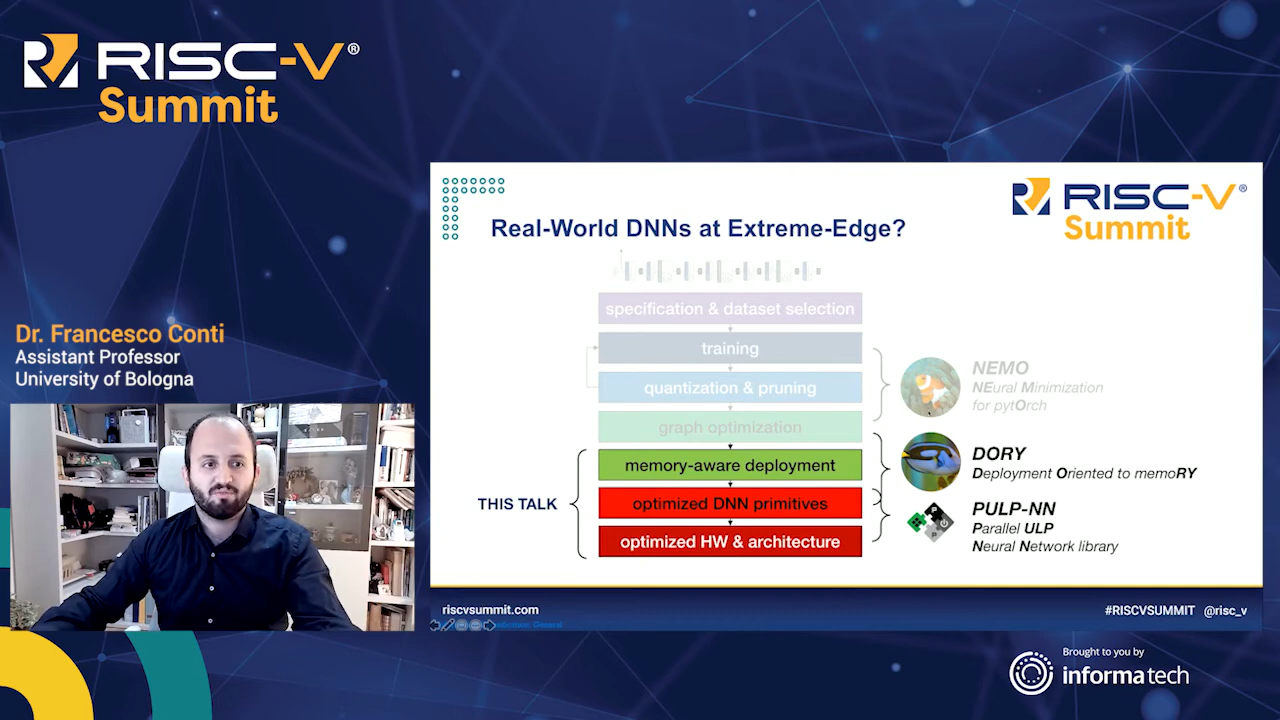 RISC-V®
Summit
Dr. Francesco Conti
Assistant Professor
University of Bologna
RISC-V®
Summit
Real-World DNNs at Extreme-Edge?
specification & dataset selection
training
quantization & pruning
graph optimization
memory-aware deployment
optimized DNN primitives
optimized HW & architecture
THIS TALK
NEMO
NEural Minimization
for pytOrch
DORY
Deployment Oriented to memoRY
PULP-NN
Parallel ULP
Neural Network library
riscvsummit.com
#RISCVSUMMIT @risc_v
Brought to you by
informa tech